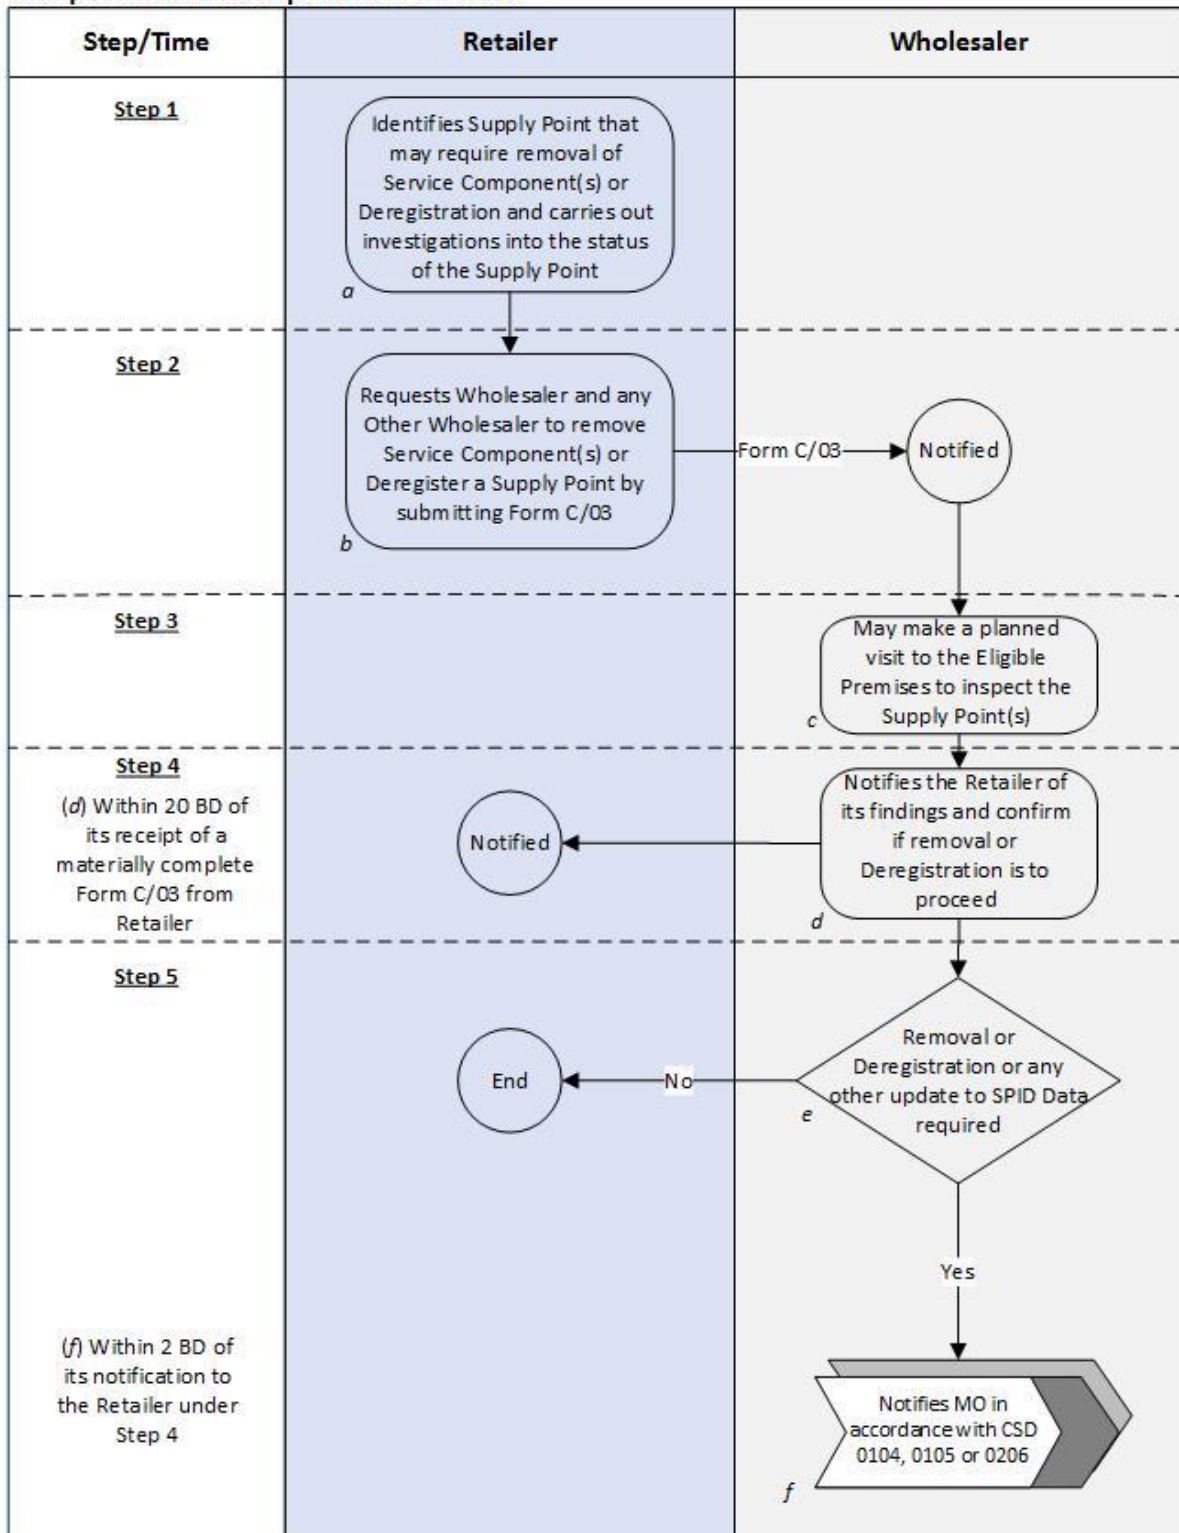 Step/Time
Retailer
Wholesaler
Step 1
Identifies Supply Point that
may require removal of
Service Component(s) or
Deregistration and carries out
investigations into the status
of the Supply Point
a
Step 2
Requests Wholesaler and any
Other Wholesaler to remove
Service Component(s) or
Deregister a Supply Point by
submitting Form C/03
b
Form C/03
Notified
Step 3
May make a planned
visit to the Eligible
Premises to inspect the
Supply Point(s)
c
Step 4
(d) Within 20 BD of
its receipt of a
materially complete
Form C/03 from
Retailer
Notified
Notifies the Retailer of
its findings and confirm
if removal or
Deregistration is to
proceed
d
Step 5
End
No
Removal or
Deregistration or any
other update to SPID Data
required
e
Yes
(f) Within 2 BD of
its notification to
the Retailer under
Step 4
Notifies MO in
accordance with CSD
0104, 0105 or 0206
f